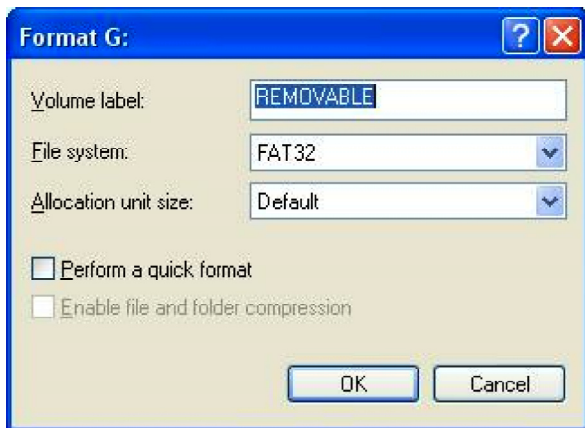 Format G:
Volume label: REMOVABLE
File system: FAT32
Allocation unit size: Default
Perform a quick format
Enable file and folder compression
OK Cancel